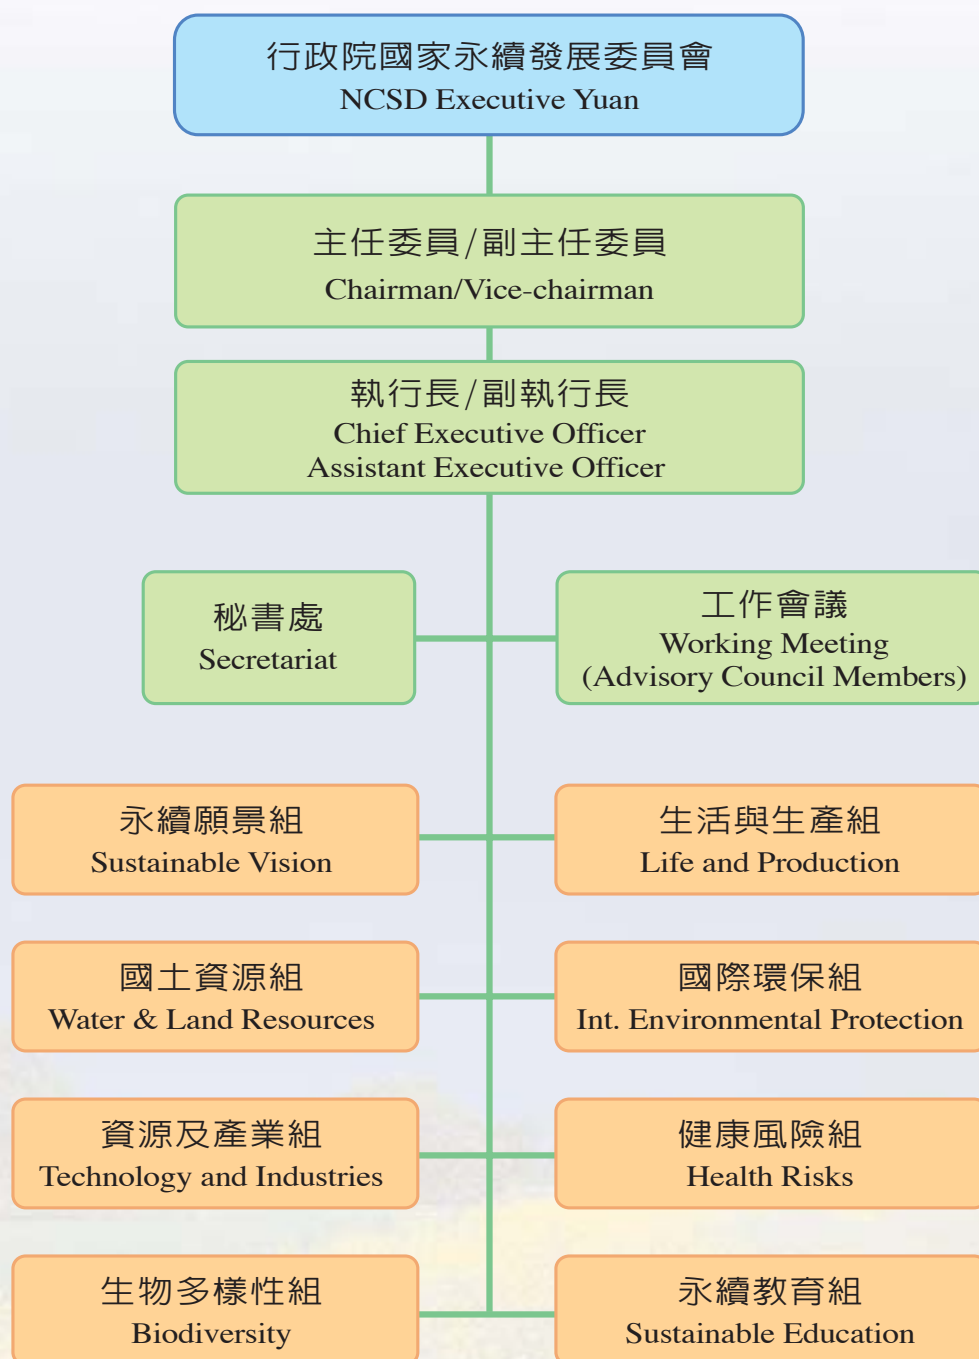 行政院國家永續發展委員會
NCSD Executive Yuan
主任委員/副主任委員
Chairman/Vice-chairman
執行長/副執行長
Chief Executive Officer
Assistant Executive Officer
秘書處
Secretariat
工作會議
Working Meeting
(Advisory Council Members)
永續願景組
Sustainable Vision
生活與生產組
Life and Production
國土資源組
Water & Land Resources
國際環保組
Int. Environmental Protection
資源及產業組
Technology and Industries
健康風險組
Health Risks
生物多樣性組
Biodiversity
永續教育組
Sustainable Education